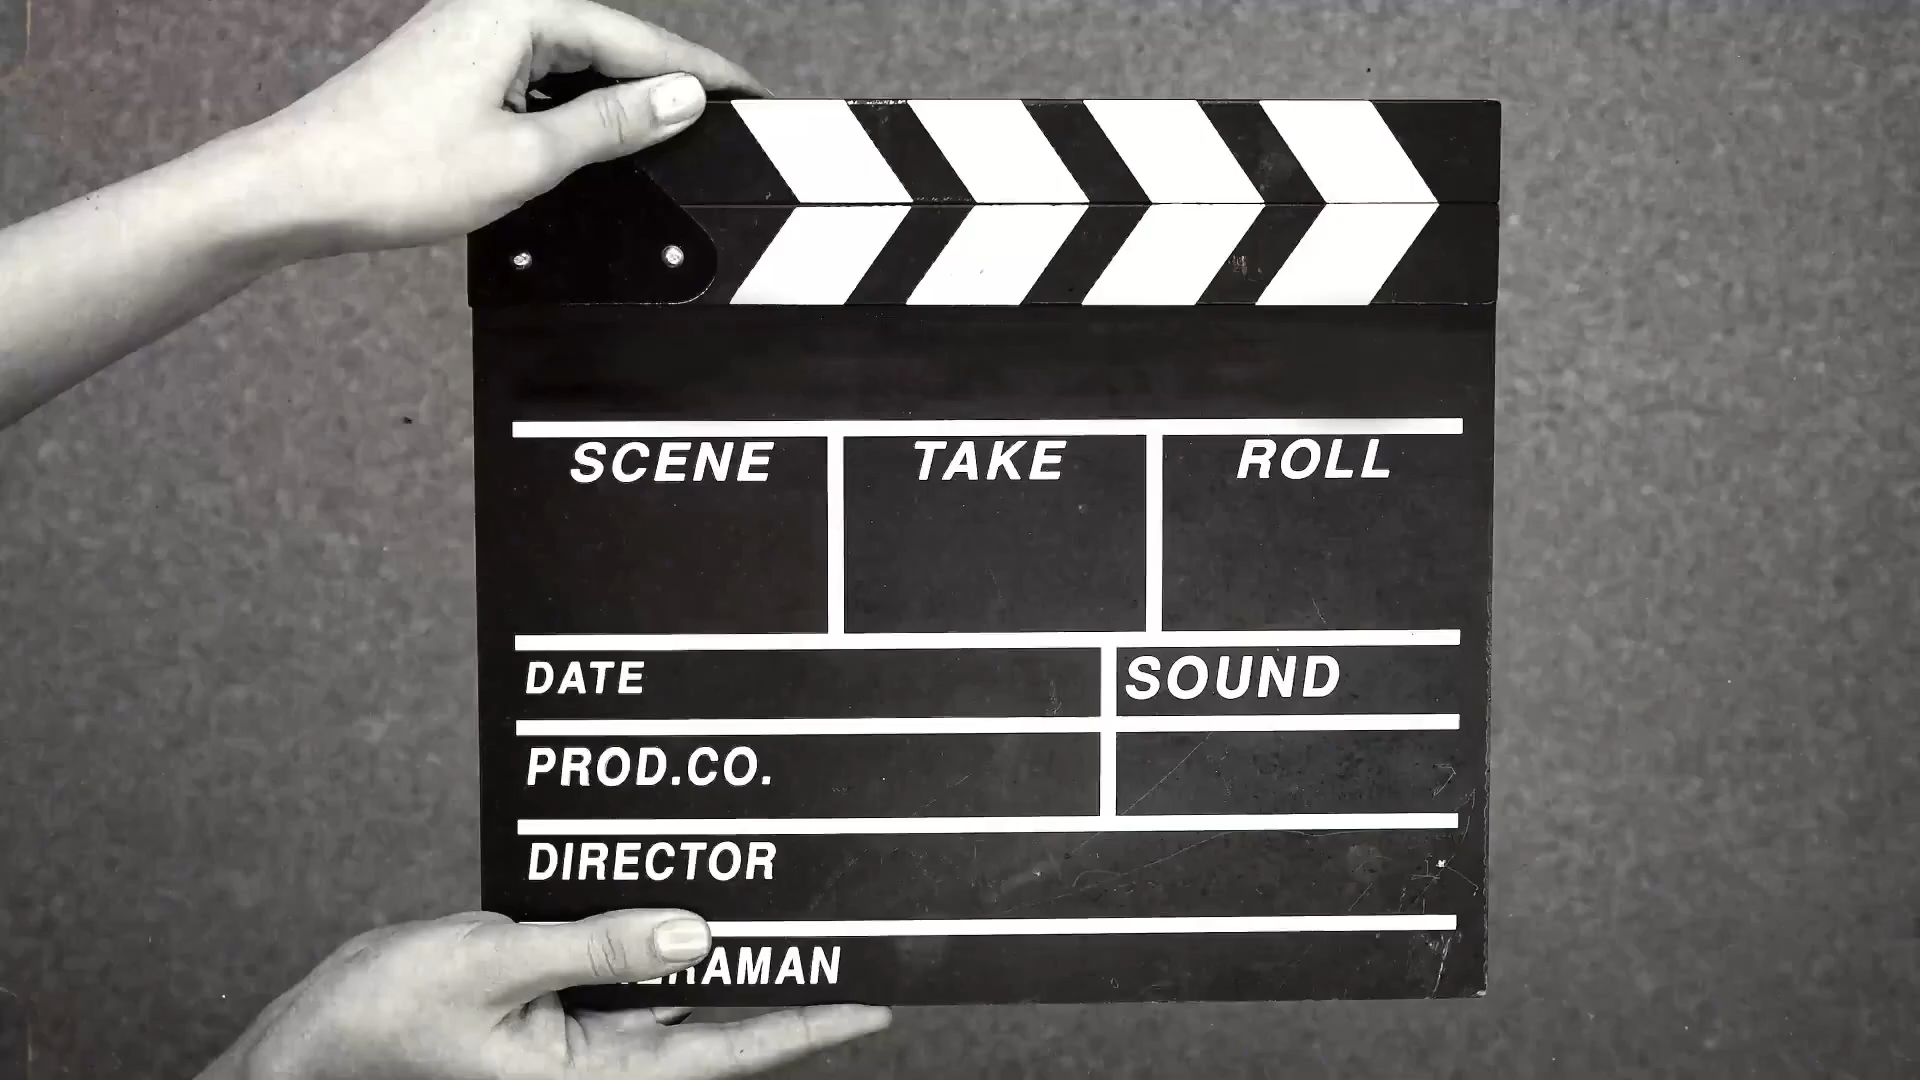 SCENE TAKE ROLL
DATE SOUND
PROD.CO.
DIRECTOR